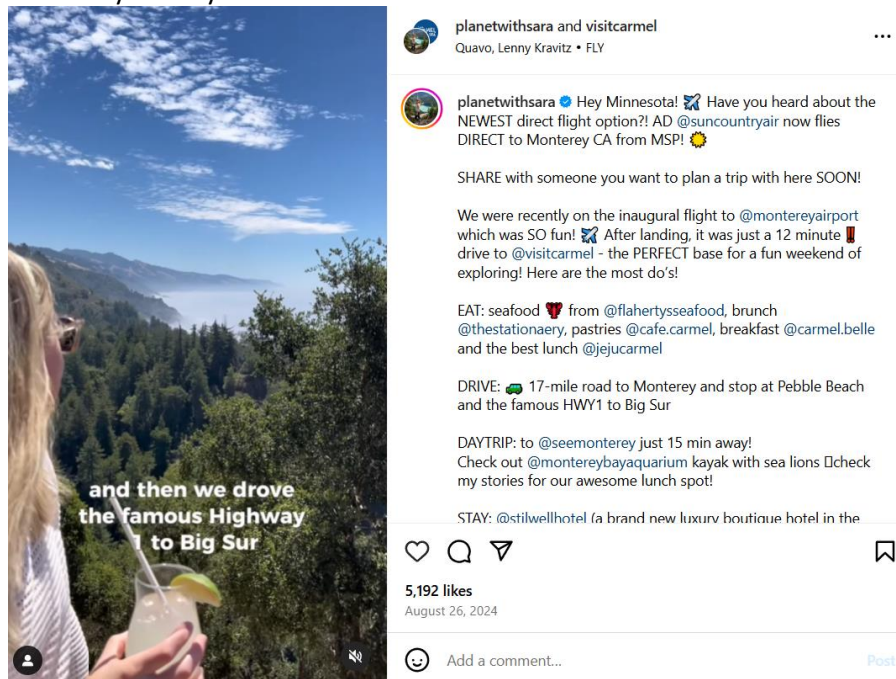 planetwithsara and visitcarmel
Quavo, Lenny Kravitz • FLY
planetwithsara Hey Minnesota! Have you heard about the
NEWEST direct flight option?! AD @suncountryair now flies
DIRECT to Monterey CA from MSP!
SHARE with someone you want to plan a trip with here SOON!
We were recently on the inaugural flight to @montereyairport
which was SO fun! After landing, it was just a 12 minute
drive to @visitcarmel - the PERFECT base for a fun weekend of
exploring! Here are the most do's!
EAT: seafood from @flahertysseafood, brunch
@thestationaery, pastries @cafe.carmel, breakfast @carmel.belle
and the best lunch @jejucarmel
DRIVE: 17-mile road to Monterey and stop at Pebble Beach
and the famous HWY1 to Big Sur
DAYTRIP: to @seemonterey just 15 min away!
Check out @montereybayaquarium kayak with sea lions check
my stories for our awesome lunch spot!
STAY: @stilwellhotel (a brand new luxury boutique hotel in the
and then we drove
the famous Highway
1 to Big Sur
5,192 likes
August 26, 2024
Add a comment...
Post